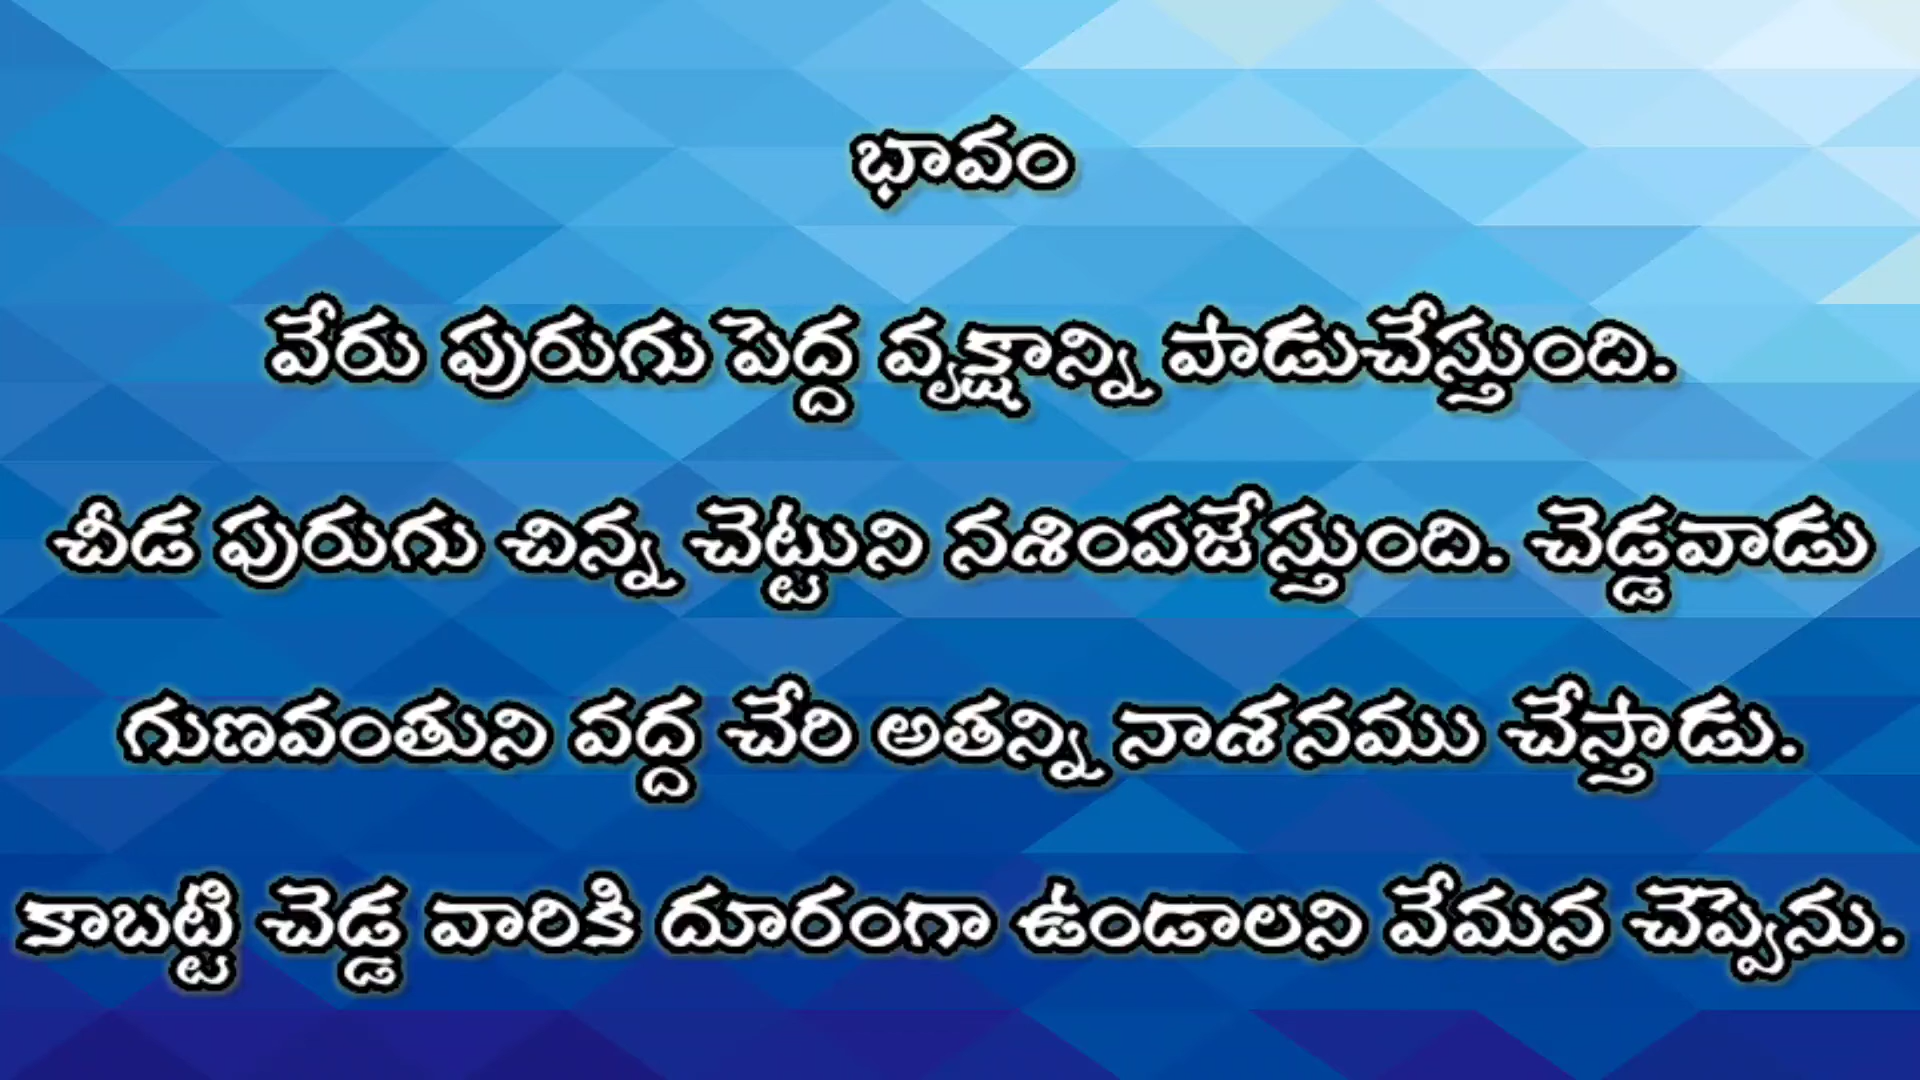 భావం
వేరు పురుగు పెద్ద వృక్షాన్ని పాడుచేస్తుంది.
చీడ పురుగు చిన్న చెట్టుని నశింపజేస్తుంది. చెడ్డవాడు
గుణవంతుని వద్ద చేరి అతన్ని నాశనము చేస్తాడు.
కాబట్టి చెడ్డ వారికి దూరంగా ఉండాలని వేమన చెప్పెను.